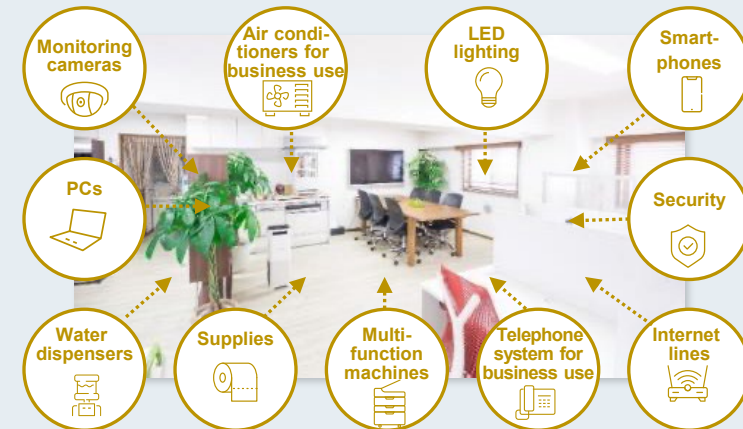 Monitoring
cameras
Air condi-
tioners for
business use
LED
lighting
Smart-
phones
PCs
Security
Water
dispensers
Supplies
Multi-
function
machines
Telephone
system for
business use
Internet
lines